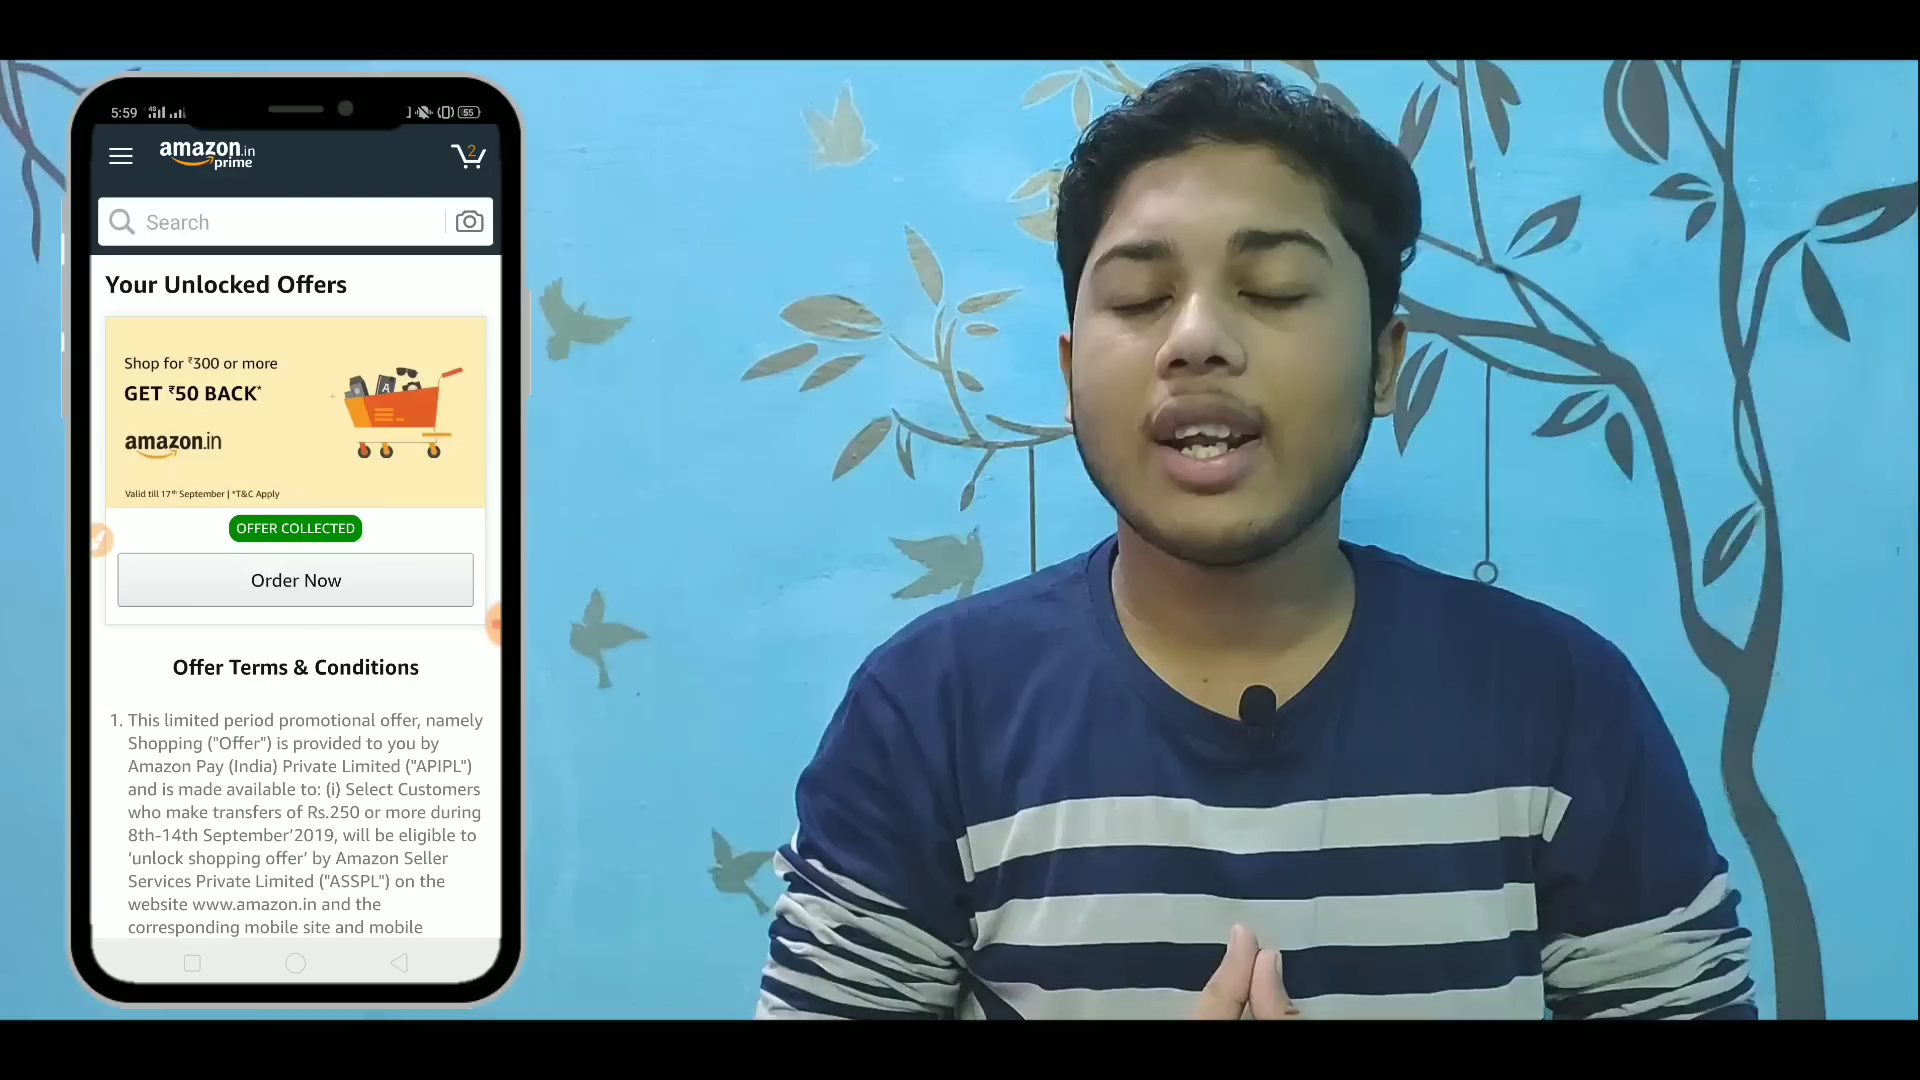 5:59
55
amazon.in
prime
2
Search
Your Unlocked Offers
Shop for ₹300 or more
GET ₹50 BACK*
A
amazon.in
Valid till 17th September | *T&C Apply
OFFER COLLECTED
Order Now
Offer Terms & Conditions
1. This limited period promotional offer, namely
Shopping ("Offer") is provided to you by
Amazon Pay (India) Private Limited ("APIPL")
and is made available to: (i) Select Customers
who make transfers of Rs.250 or more during
8th-14th September'2019, will be eligible to
‘unlock shopping offer’ by Amazon Seller
Services Private Limited ("ASSPL") on the
website www.amazon.in and the
corresponding mobile site and mobile